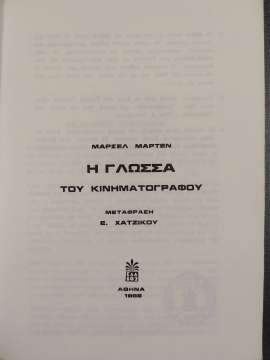 ΜΑΡΣΕΛ ΜΑΡΤΕΝ
Η ΓΛΩΣΣΑ
ΤΟΥ ΚΙΝΗΜΑΤΟΓΡΑΦΟΥ
ΜΕΤΑΦΡΑΣΗ
Ε. ΧΑΤΖΙΚΟΥ
ΑΘΗΝΑ